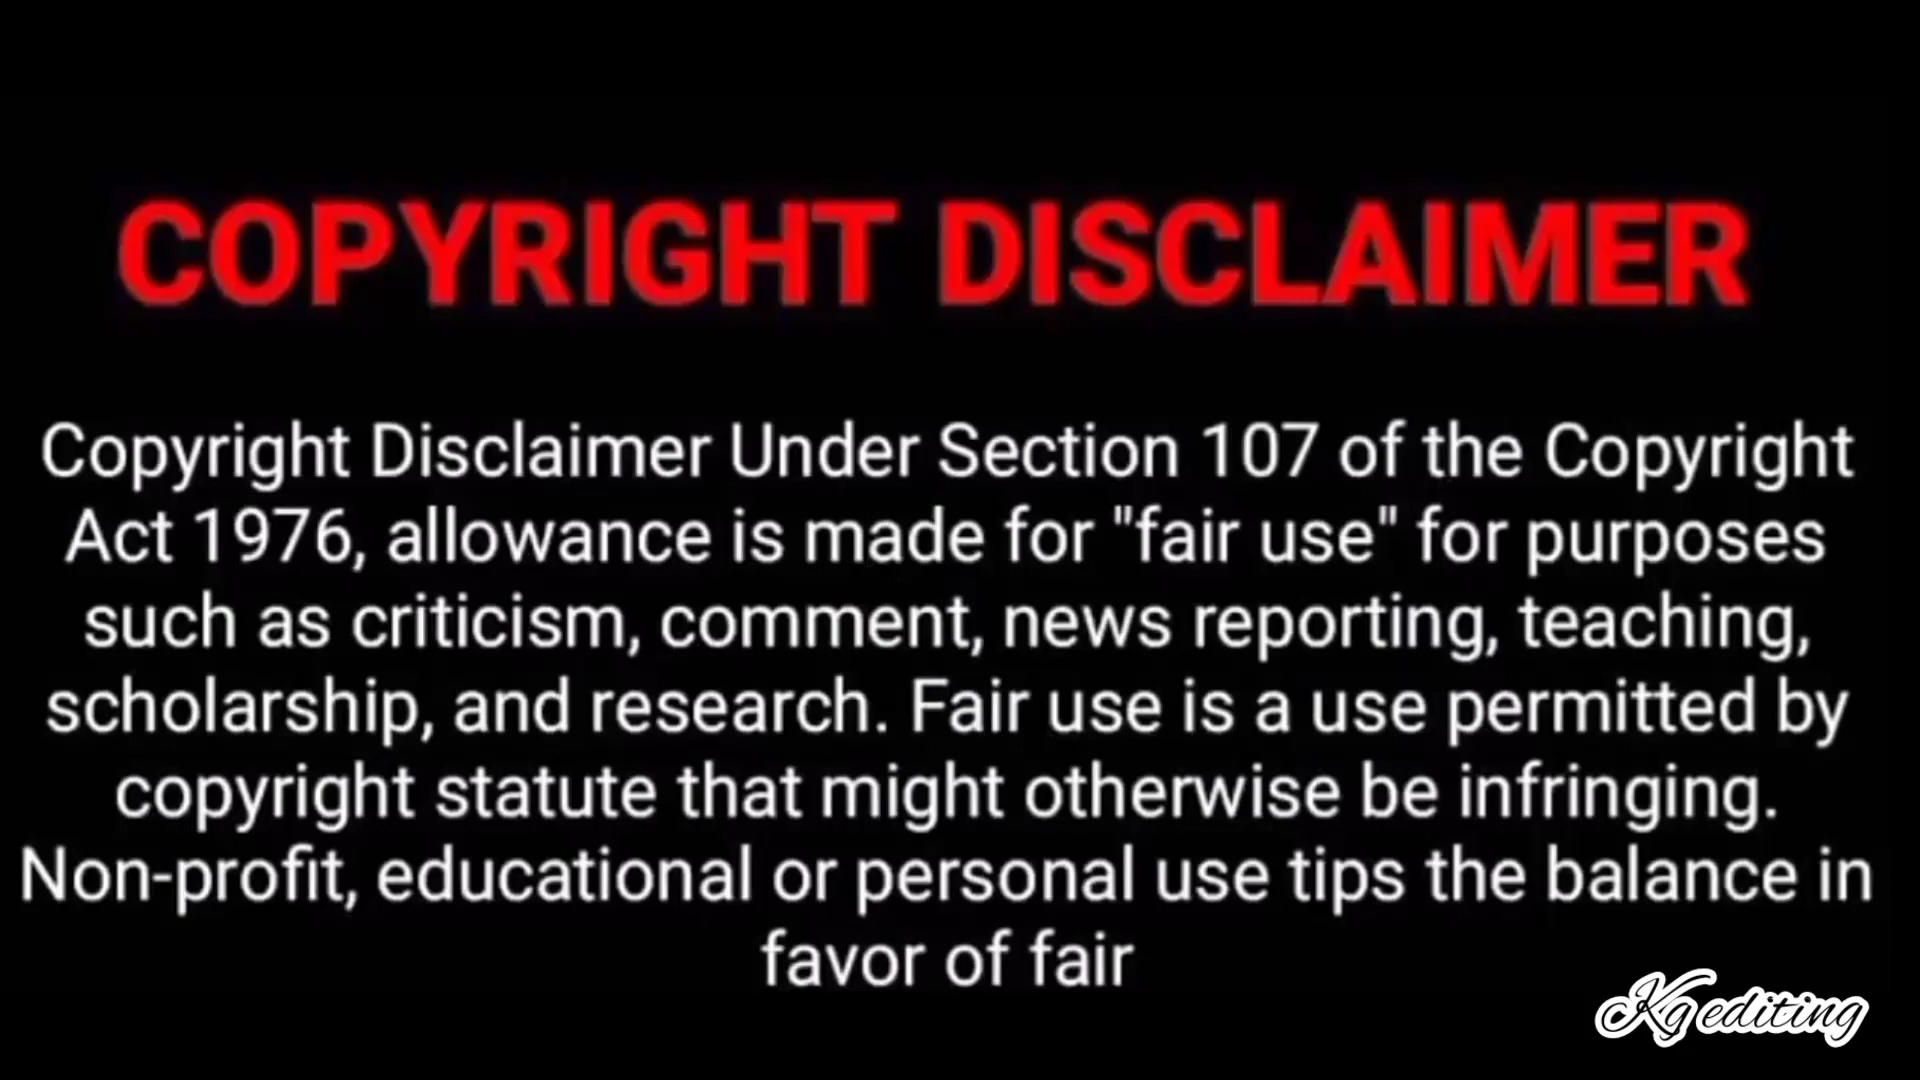 COPYRIGHT DISCLAIMER
Copyright Disclaimer Under Section 107 of the Copyright
Act 1976, allowance is made for "fair use" for purposes
such as criticism, comment, news reporting, teaching,
scholarship, and research. Fair use is a use permitted by
copyright statute that might otherwise be infringing.
Non-profit, educational or personal use tips the balance in
favor of fair
Kg editing